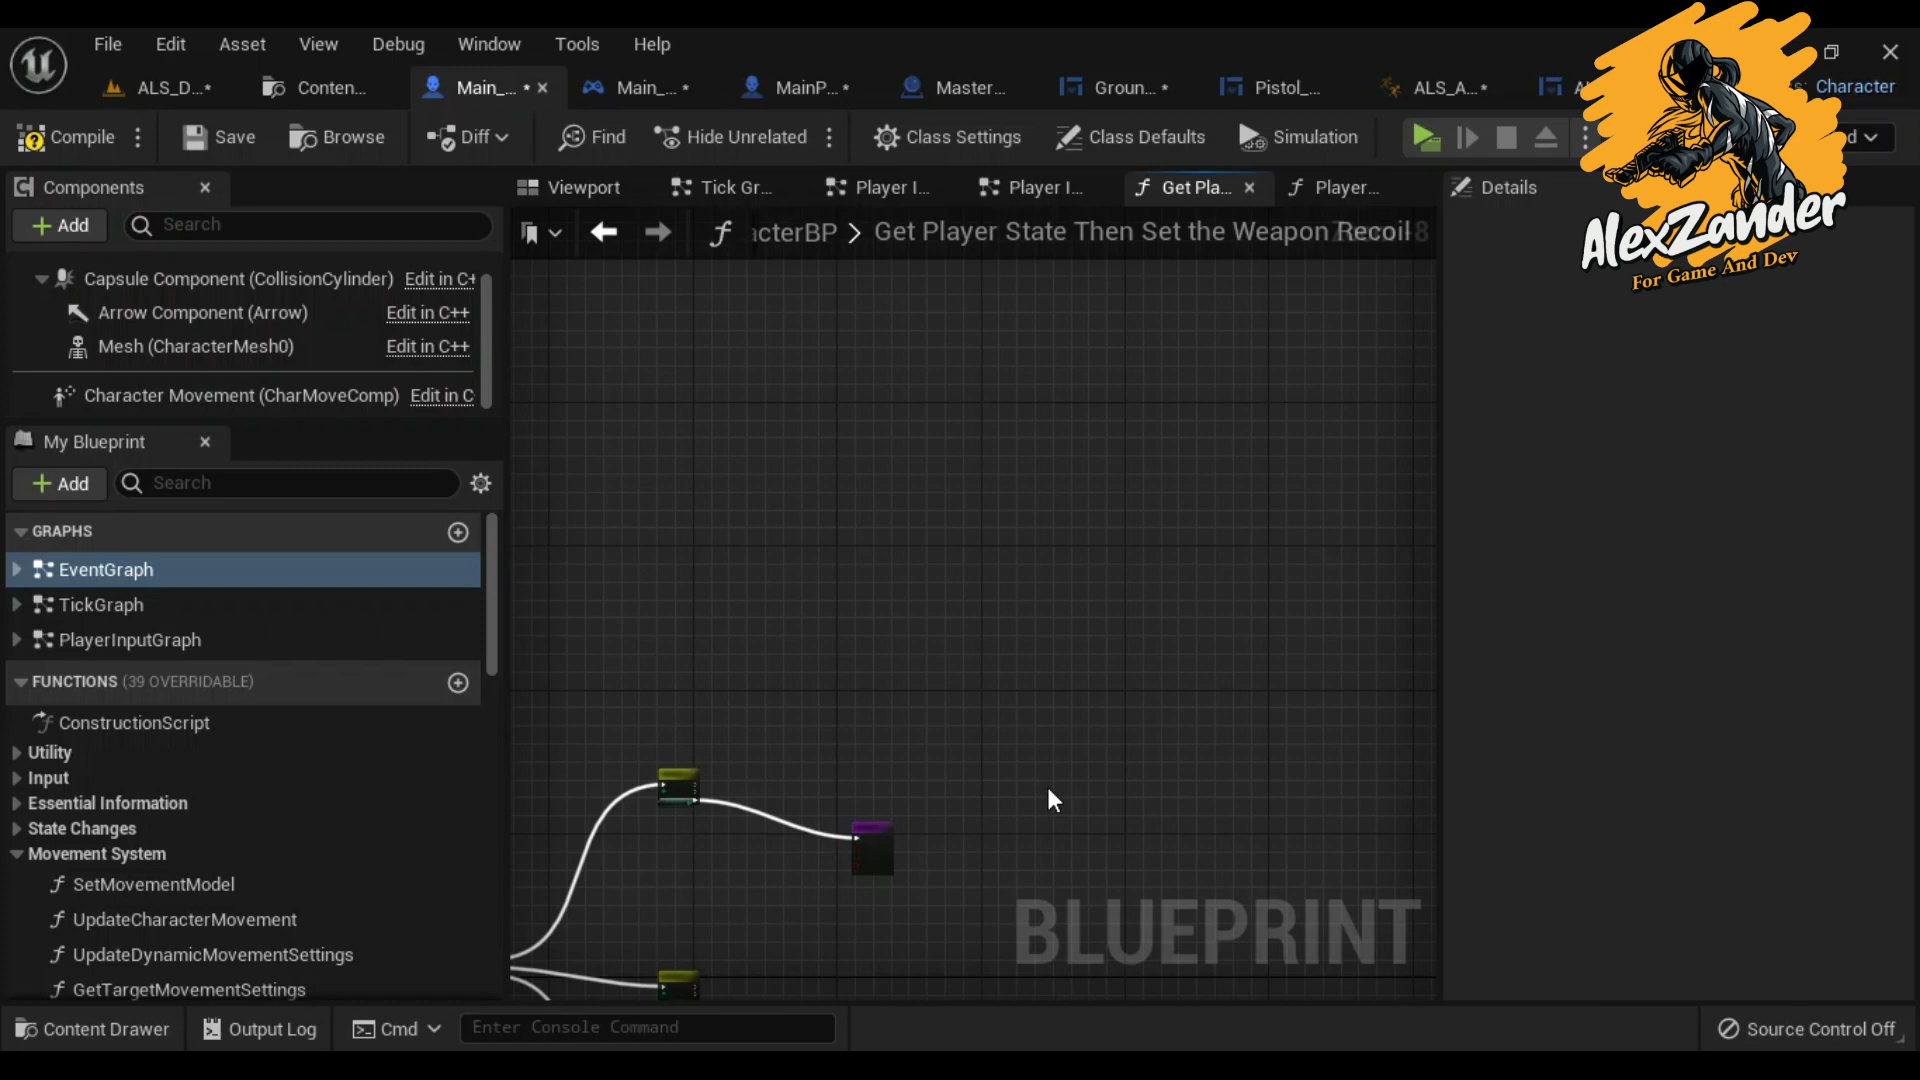 File Edit Asset View Debug Window Tools Help
ALS_D...* Conten... Main_... * Main_... * MainP... * Master... Groun... * Pistol_... ALS_A...* Character
Compile Save Browse Diff Find Hide Unrelated Class Settings Class Defaults Simulation
Components
Add Search
Capsule Component (CollisionCylinder) Edit in C+
Arrow Component (Arrow) Edit in C++
Mesh (CharacterMesh0) Edit in C++
Character Movement (CharMoveComp) Edit in C
My Blueprint
Add Search
GRAPHS
EventGraph
TickGraph
PlayerInputGraph
FUNCTIONS (39 OVERRIDABLE)
ConstructionScript
Utility
Input
Essential Information
State Changes
Movement System
SetMovementModel
UpdateCharacterMovement
UpdateDynamicMovementSettings
GetTargetMovementSettings
Viewport Tick Gr... Player I... Player I... Get Pla... Player...
acterBP > Get Player State Then Set the Weapon Recoil
BLUEPRINT
Details
AlexZander
For Game And Dev
Content Drawer Output Log Cmd Enter Console Command Source Control Off